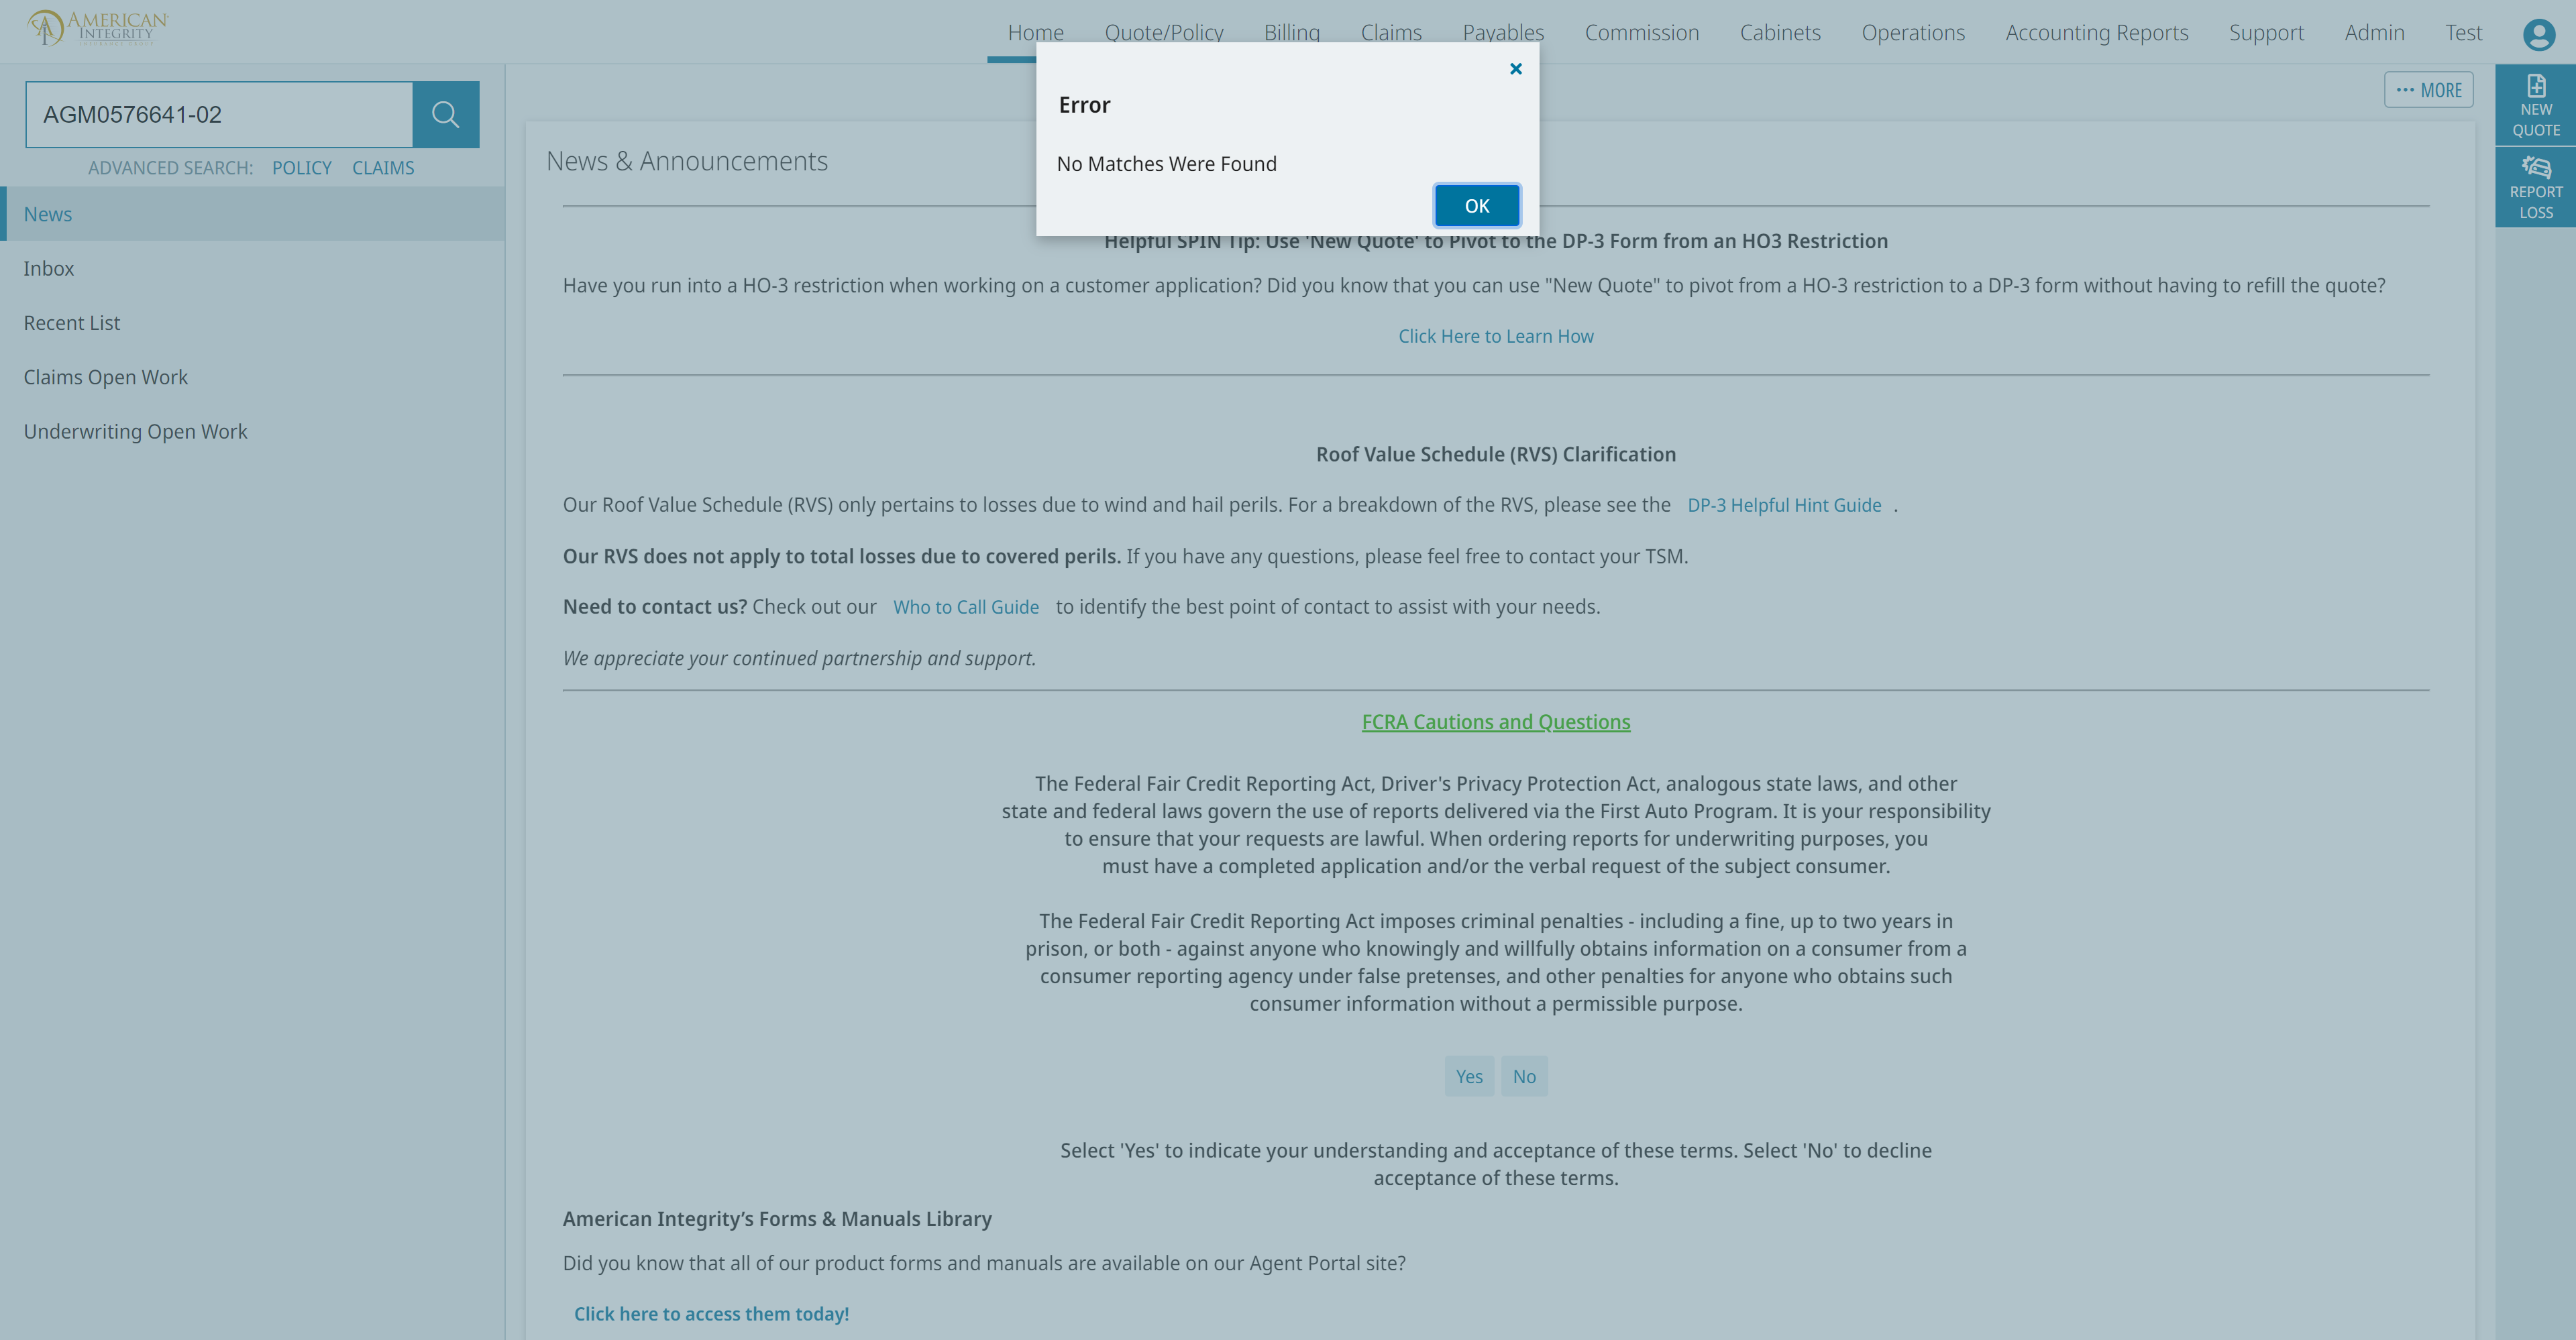 AMERICAN
INTEGRITY
Home Quote/Policy Billing Claims Payables Commission Cabinets Operations Accounting Reports Support Admin Test
AGM0576641-02
ADVANCED SEARCH: POLICY CLAIMS
News
Inbox
Recent List
Claims Open Work
Underwriting Open Work
Error
No Matches Were Found
OK
••• MORE
NEW
QUOTE
REPORT
LOSS
News & Announcements
Helpful SPIN Tip: Use 'New Quote' to Pivot to the DP-3 Form from an HO3 Restriction
Have you run into a HO-3 restriction when working on a customer application? Did you know that you can use "New Quote" to pivot from a HO-3 restriction to a DP-3 form without having to refill the quote?
Click Here to Learn How
Roof Value Schedule (RVS) Clarification
Our Roof Value Schedule (RVS) only pertains to losses due to wind and hail perils. For a breakdown of the RVS, please see the DP-3 Helpful Hint Guide .
Our RVS does not apply to total losses due to covered perils. If you have any questions, please feel free to contact your TSM.
Need to contact us? Check out our Who to Call Guide to identify the best point of contact to assist with your needs.
We appreciate your continued partnership and support.
FCRA Cautions and Questions
The Federal Fair Credit Reporting Act, Driver's Privacy Protection Act, analogous state laws, and other
state and federal laws govern the use of reports delivered via the First Auto Program. It is your responsibility
to ensure that your requests are lawful. When ordering reports for underwriting purposes, you
must have a completed application and/or the verbal request of the subject consumer.
The Federal Fair Credit Reporting Act imposes criminal penalties - including a fine, up to two years in
prison, or both - against anyone who knowingly and willfully obtains information on a consumer from a
consumer reporting agency under false pretenses, and other penalties for anyone who obtains such
consumer information without a permissible purpose.
Yes No
Select 'Yes' to indicate your understanding and acceptance of these terms. Select 'No' to decline
acceptance of these terms.
American Integrity’s Forms & Manuals Library
Did you know that all of our product forms and manuals are available on our Agent Portal site?
Click here to access them today!